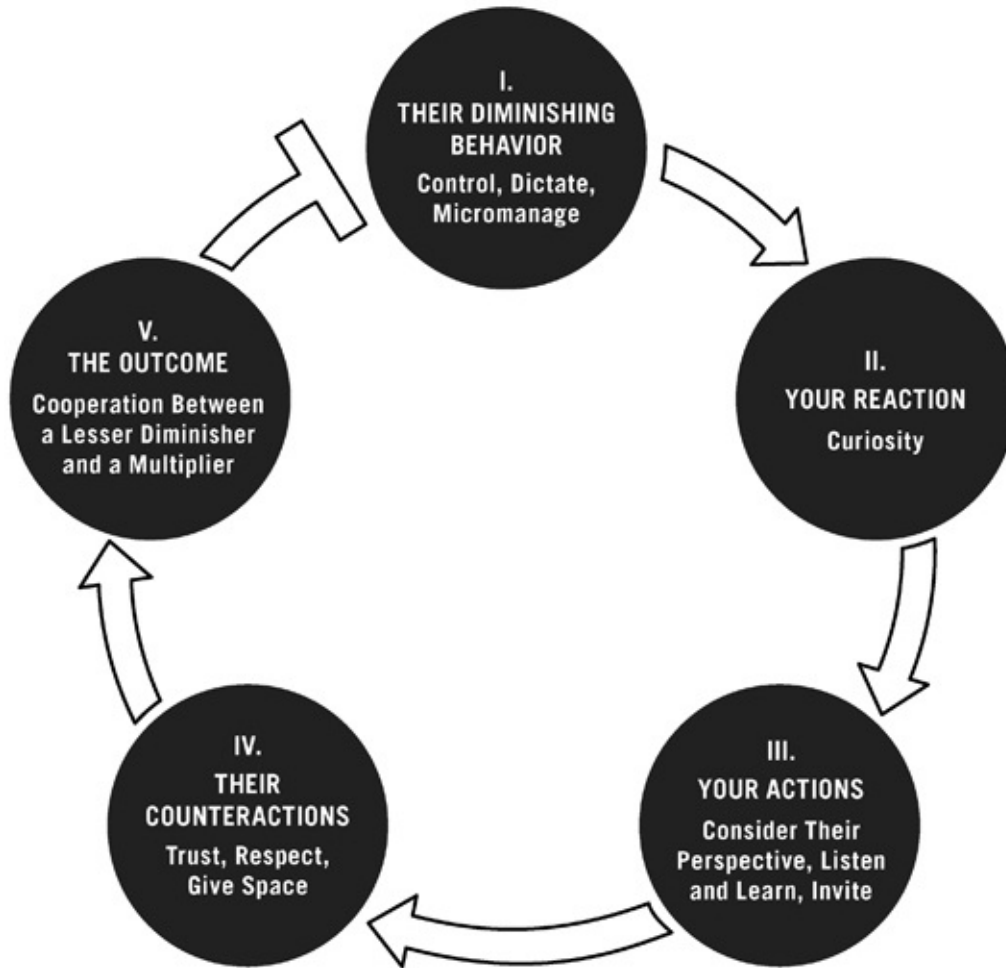 I.
THEIR DIMINISHING
BEHAVIOR
Control, Dictate,
Micromanage
II.
YOUR REACTION
Curiosity
III.
YOUR ACTIONS
Consider Their
Perspective, Listen
and Learn, Invite
IV.
THEIR
COUNTERACTIONS
Trust, Respect,
Give Space
V.
THE OUTCOME
Cooperation Between
a Lesser Diminisher
and a Multiplier